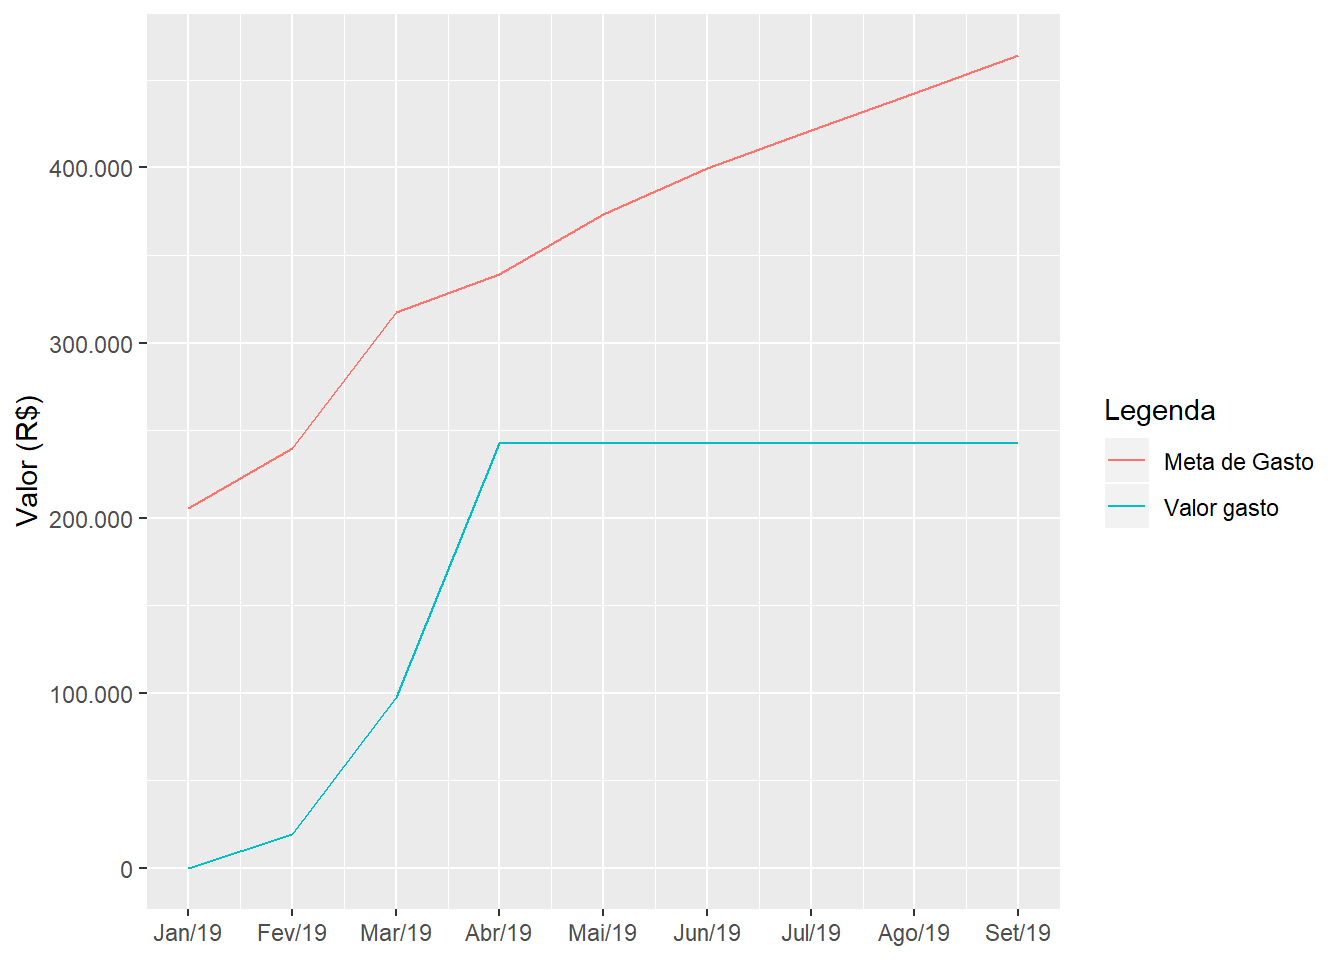 Valor (R$)
400.000
300.000
200.000
100.000
0
Jan/19 Fev/19 Mar/19 Abr/19 Mai/19 Jun/19 Jul/19 Ago/19 Set/19
Legenda
Meta de Gasto
Valor gasto